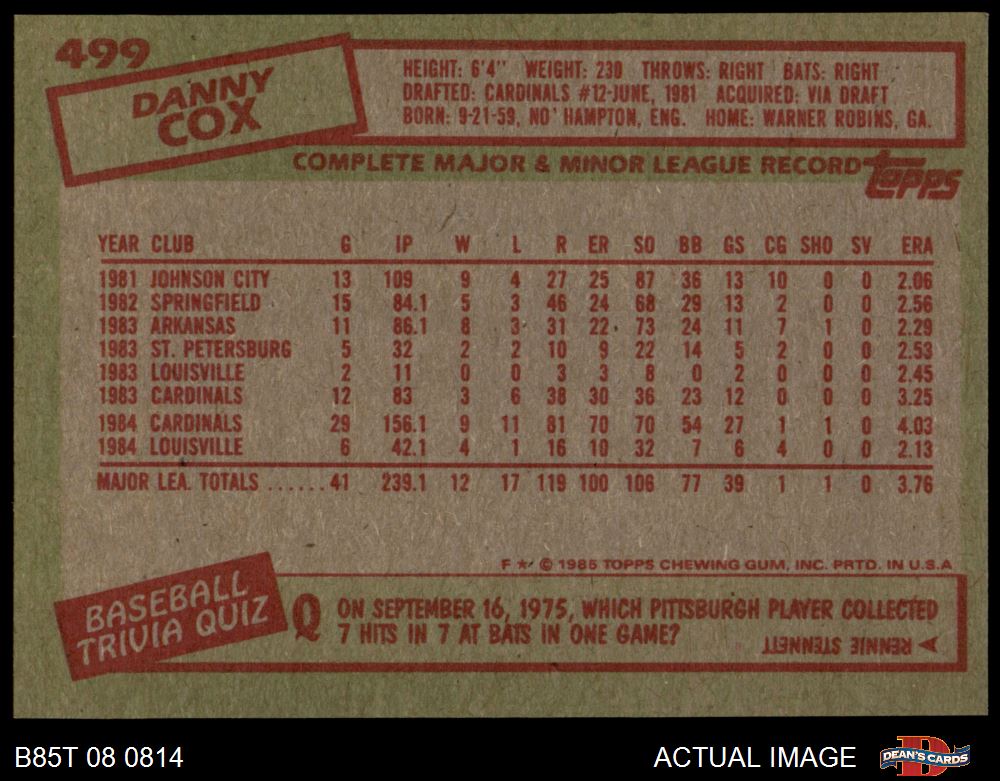 499
DANNY
COX
HEIGHT: 6'4" WEIGHT: 230 THROWS: RIGHT BATS: RIGHT
DRAFTED: CARDINALS #12-JUNE, 1981 ACQUIRED: VIA DRAFT
BORN: 9-21-59, NO' HAMPTON, ENG. HOME: WARNER ROBINS, GA.
COMPLETE MAJOR & MINOR LEAGUE RECORD topps
YEAR CLUB G IP W L R ER SO BB GS CG SHO SV ERA
1981 JOHNSON CITY 13 109 9 4 27 25 87 36 13 10 0 0 2.06
1982 SPRINGFIELD 15 84.1 5 3 46 24 68 29 13 2 0 0 2.56
1983 ARKANSAS 11 86.1 8 3 31 22 73 24 11 7 1 0 2.29
1983 ST. PETERSBURG 5 32 2 2 10 9 22 14 5 2 0 0 2.53
1983 LOUISVILLE 2 11 0 0 3 3 8 0 2 0 0 0 2.45
1983 CARDINALS 12 83 3 6 38 30 36 23 12 0 0 0 3.25
1984 CARDINALS 29 156.1 9 11 81 70 70 54 27 1 1 0 4.03
1984 LOUISVILLE 6 42.1 4 1 16 10 32 7 6 4 0 0 2.13
MAJOR LEA. TOTALS ...... 41 239.1 12 17 119 100 106 77 39 1 1 0 3.76
F ★ © 1985 TOPPS CHEWING GUM, INC. PRTD. IN U.S.A
BASEBALL
TRIVIA QUIZ
Q ON SEPTEMBER 16, 1975, WHICH PITTSBURGH PLAYER COLLECTED
7 HITS IN 7 AT BATS IN ONE GAME?
RENNIE STENNETT
B85T 08 0814
ACTUAL IMAGE
DEAN'S CARDS